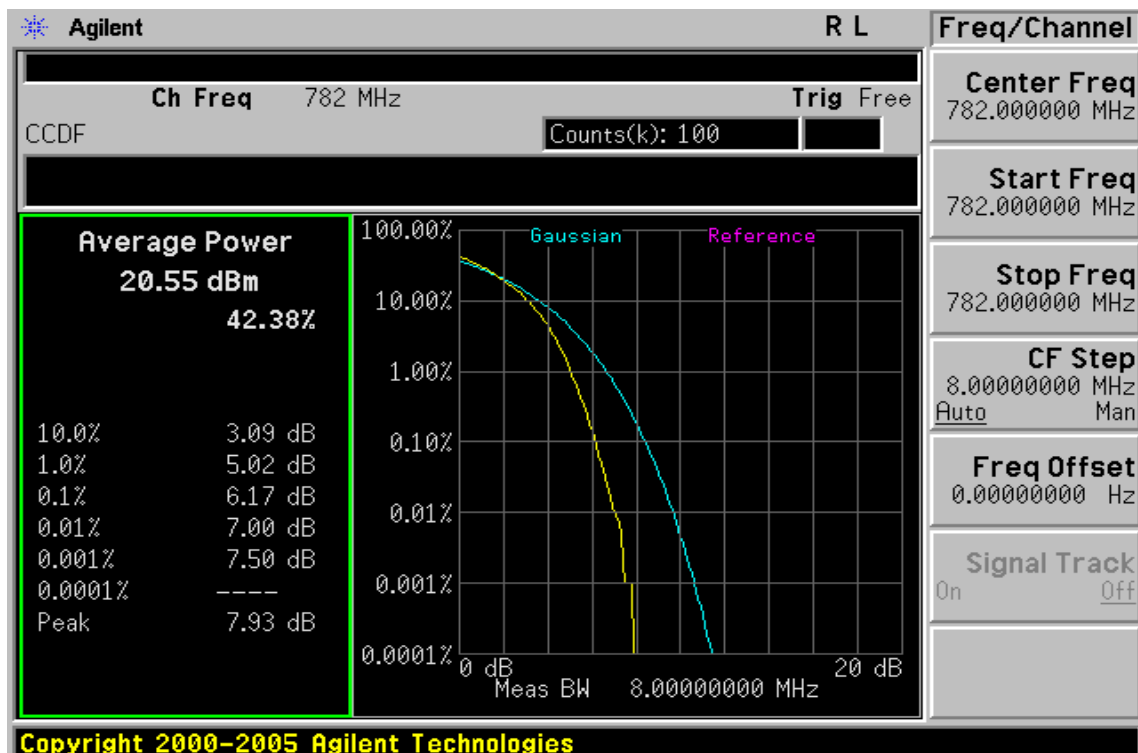 Agilent R L
Ch Freq 782 MHz Trig Free
CCDF Counts(k): 100
Average Power
20.55 dBm
42.38%
10.0% 3.09 dB
1.0% 5.02 dB
0.1% 6.17 dB
0.01% 7.00 dB
0.001% 7.50 dB
0.0001% ----
Peak 7.93 dB
Gaussian Reference
100.00%
10.00%
1.00%
0.10%
0.01%
0.001%
0.0001%
0 dB 20 dB
Meas BW 8.00000000 MHz
Freq/Channel
Center Freq
782.000000 MHz
Start Freq
782.000000 MHz
Stop Freq
782.000000 MHz
CF Step
8.00000000 MHz
Auto Man
Freq Offset
0.00000000 Hz
Signal Track
On Off
Copyright 2000-2005 Agilent Technologies